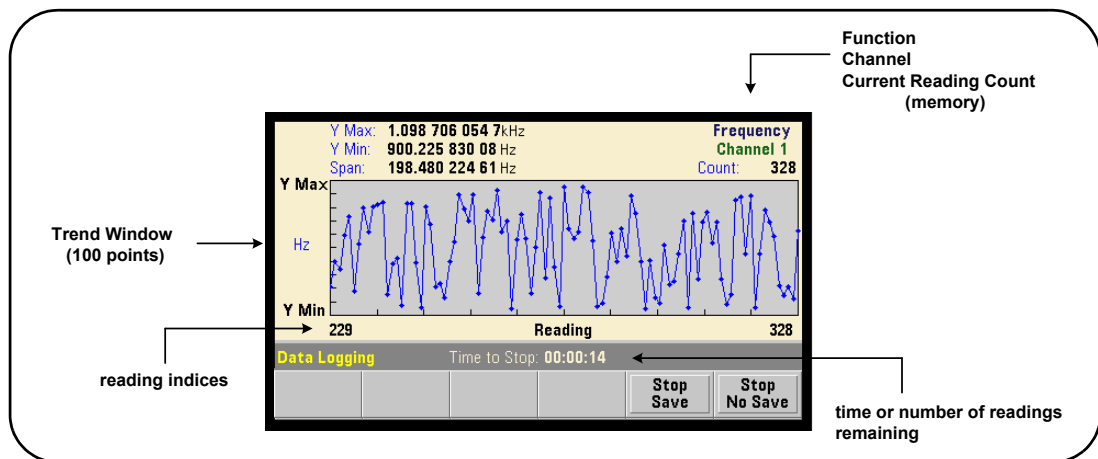 Function
Channel
Current Reading Count
(memory)
Y Max: 1.098 706 054 7kHz
Frequency
Y Min: 900.225 830 08 Hz
Channel 1
Span: 198.480 224 61 Hz
Count: 328
Y Max
Trend Window
(100 points)
Hz
Y Min
229
Reading
328
Data Logging
Time to Stop: 00:00:14
reading indices
Stop
Save
Stop
No Save
time or number of readings
remaining